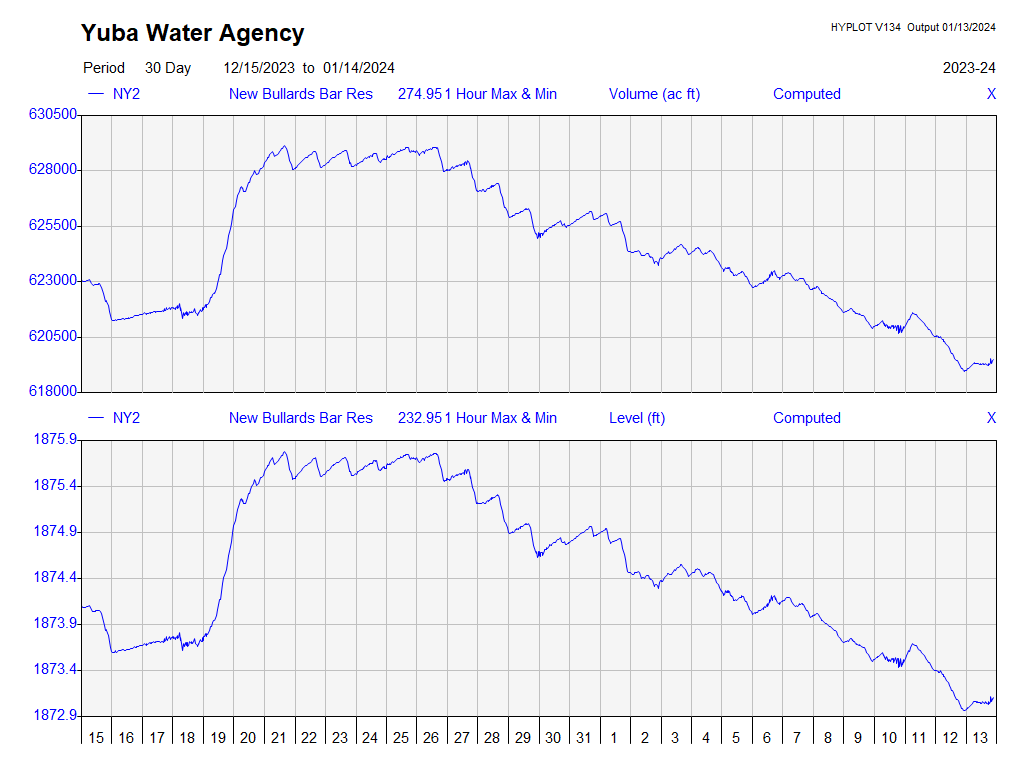 Yuba Water Agency
HYPLOT V134 Output 01/13/2024
Period 30 Day 12/15/2023 to 01/14/2024 2023-24
NY2 New Bullards Bar Res 274.95 1 Hour Max & Min Volume (ac ft) Computed X
630500
628000
625500
623000
620500
618000
NY2 New Bullards Bar Res 232.95 1 Hour Max & Min Level (ft) Computed X
1875.9
1875.4
1874.9
1874.4
1873.9
1873.4
1872.9
15 16 17 18 19 20 21 22 23 24 25 26 27 28 29 30 31 1 2 3 4 5 6 7 8 9 10 11 12 13